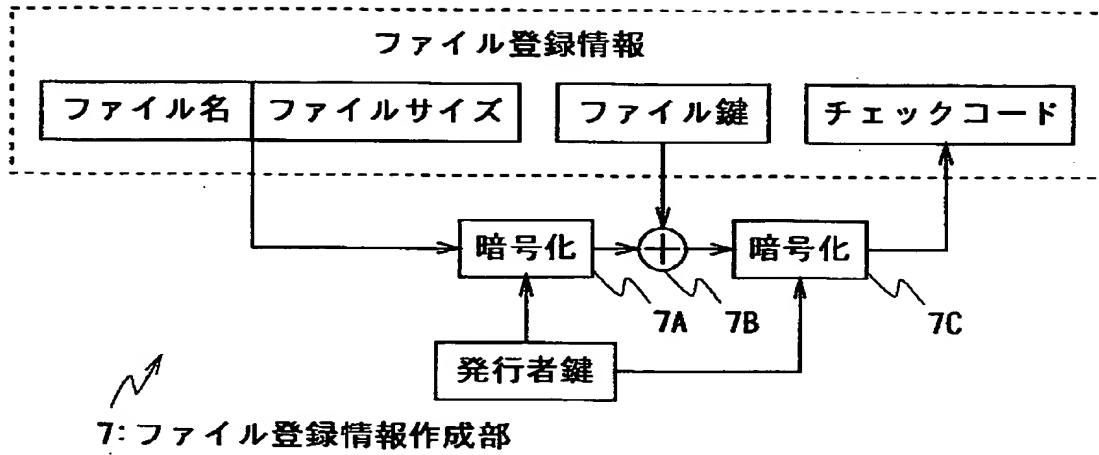 ファイル登録情報
ファイル名 ファイルサイズ ファイル鍵 チェックコード
暗号化 暗号化
7A 7B 7C
発行者鍵
7:ファイル登録情報作成部